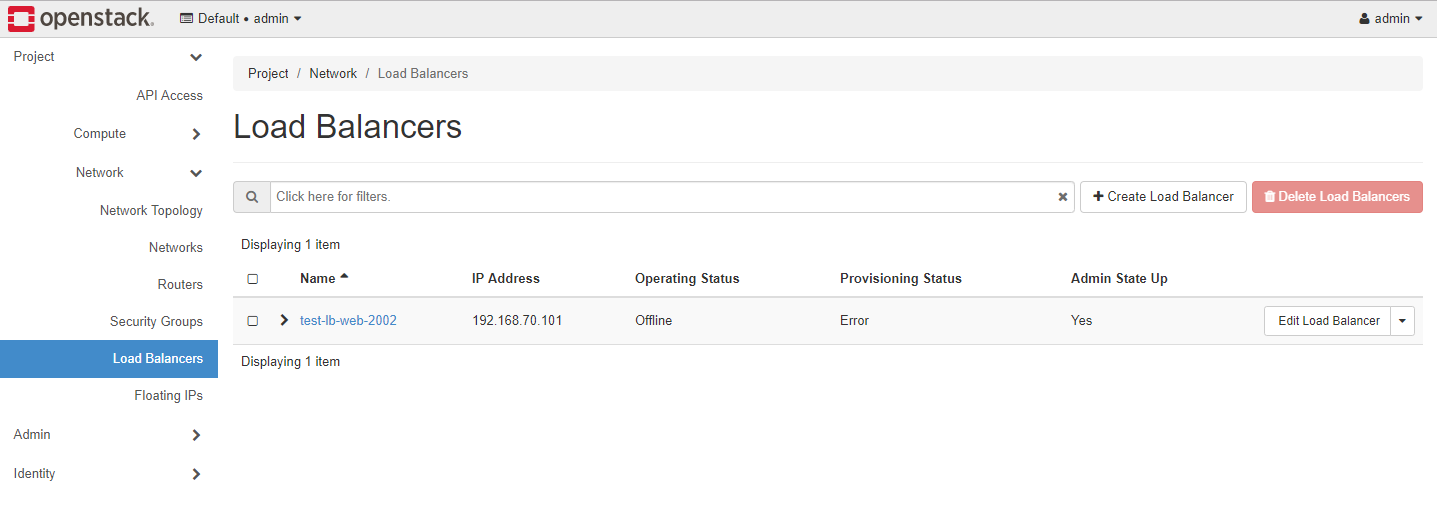 openstack. Default • admin admin
Project
API Access
Compute
Network
Network Topology
Networks
Routers
Security Groups
Load Balancers
Floating IPs
Admin
Identity
Project / Network / Load Balancers
Load Balancers
Click here for filters. Create Load Balancer Delete Load Balancers
Displaying 1 item
Name IP Address Operating Status Provisioning Status Admin State Up
test-lb-web-2002 192.168.70.101 Offline Error Yes Edit Load Balancer
Displaying 1 item